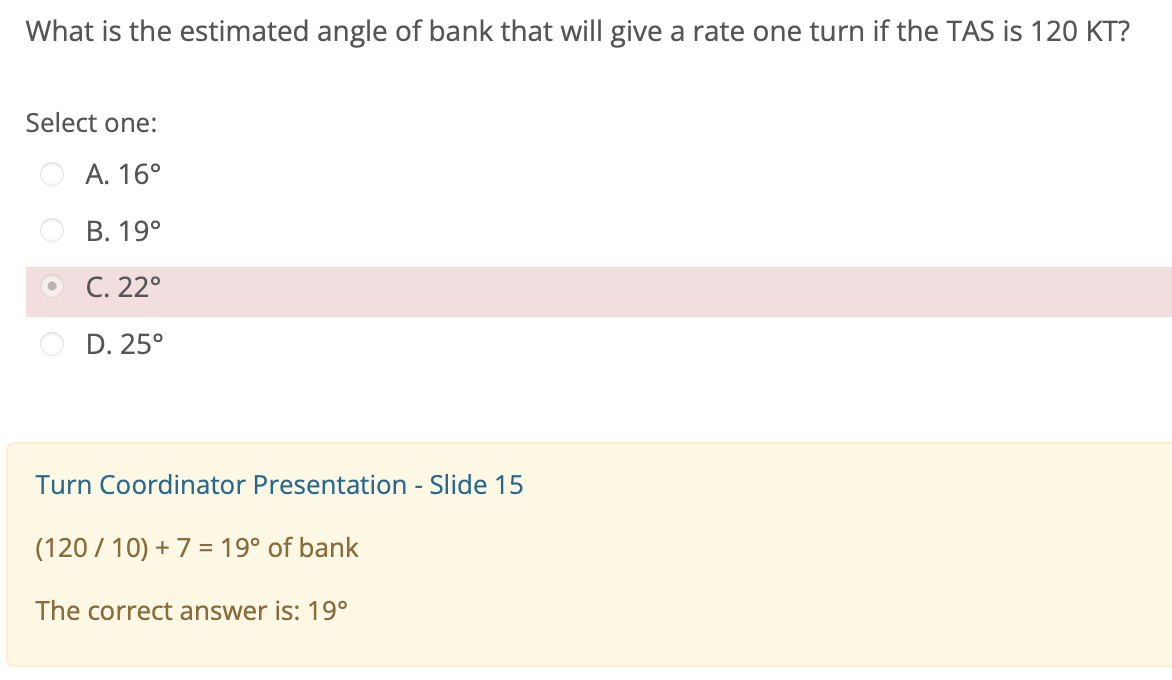 What is the estimated angle of bank that will give a rate one turn if the TAS is 120 KT?
Select one:
A. 16°
B. 19°
C. 22°
D. 25°
Turn Coordinator Presentation - Slide 15
(120 / 10) + 7 = 19° of bank
The correct answer is: 19°